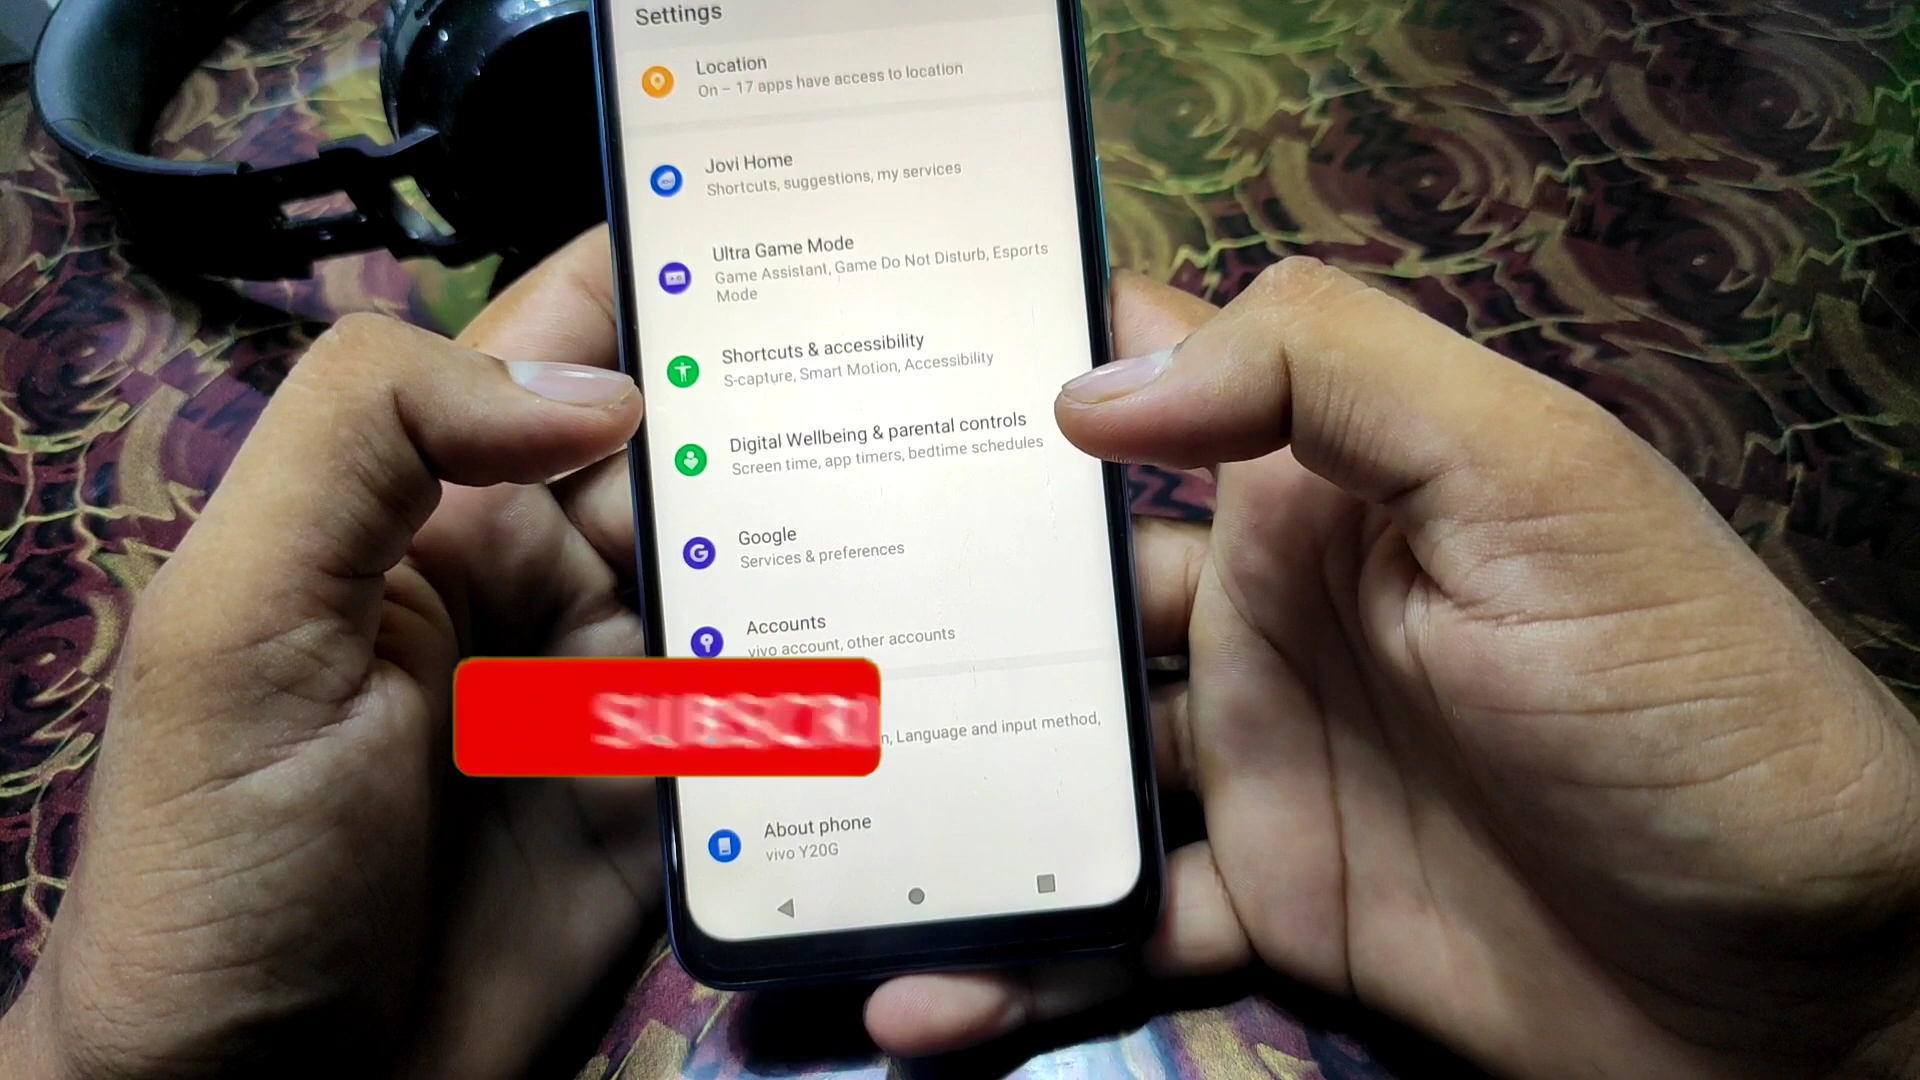 Settings
Location
On – 17 apps have access to location
Jovi Home
Shortcuts, suggestions, my services
Ultra Game Mode
Game Assistant, Game Do Not Disturb, Esports
Mode
Shortcuts & accessibility
S-capture, Smart Motion, Accessibility
Digital Wellbeing & parental controls
Screen time, app timers, bedtime schedules
Google
Services & preferences
Accounts
vivo account, other accounts
Language and input method,
About phone
vivo Y20G